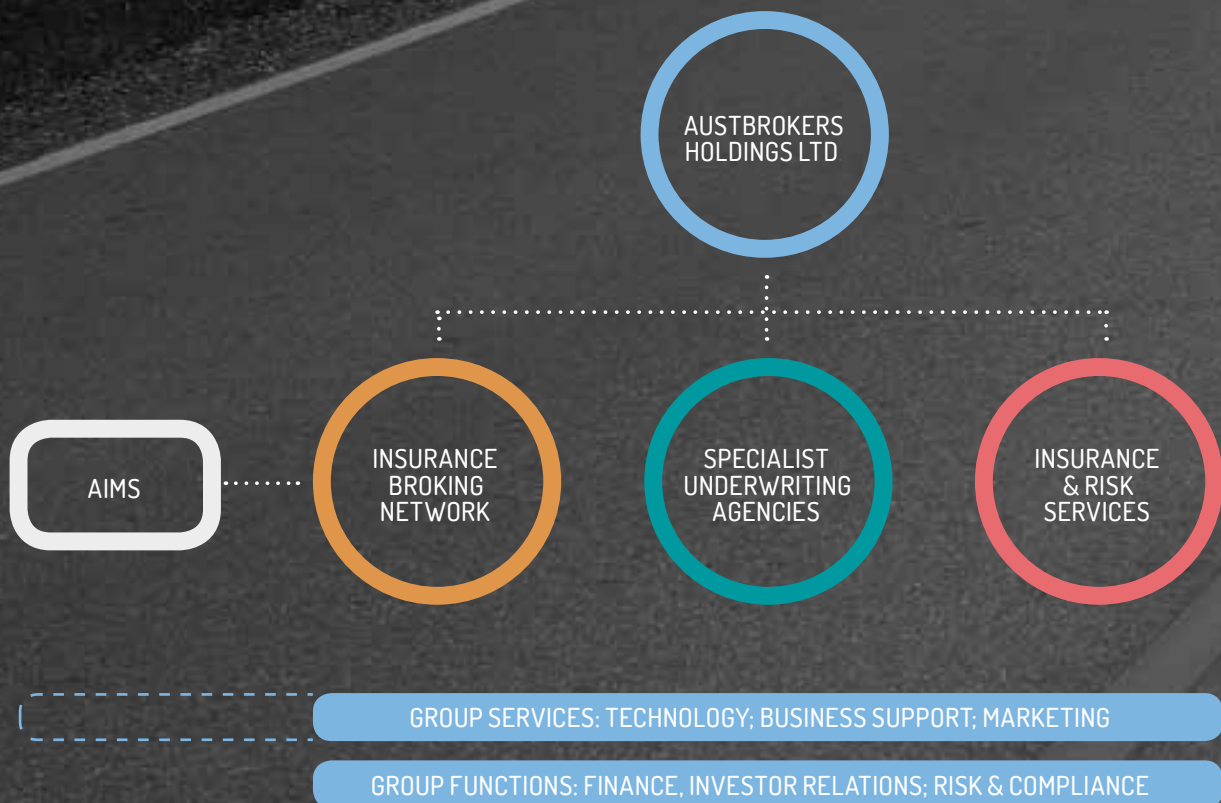 AUSTBROKERS
HOLDINGS LTD
AIMS
INSURANCE
BROKING
NETWORK
SPECIALIST
UNDERWRITING
AGENCIES
INSURANCE
& RISK
SERVICES
GROUP SERVICES: TECHNOLOGY; BUSINESS SUPPORT; MARKETING
GROUP FUNCTIONS: FINANCE, INVESTOR RELATIONS; RISK & COMPLIANCE